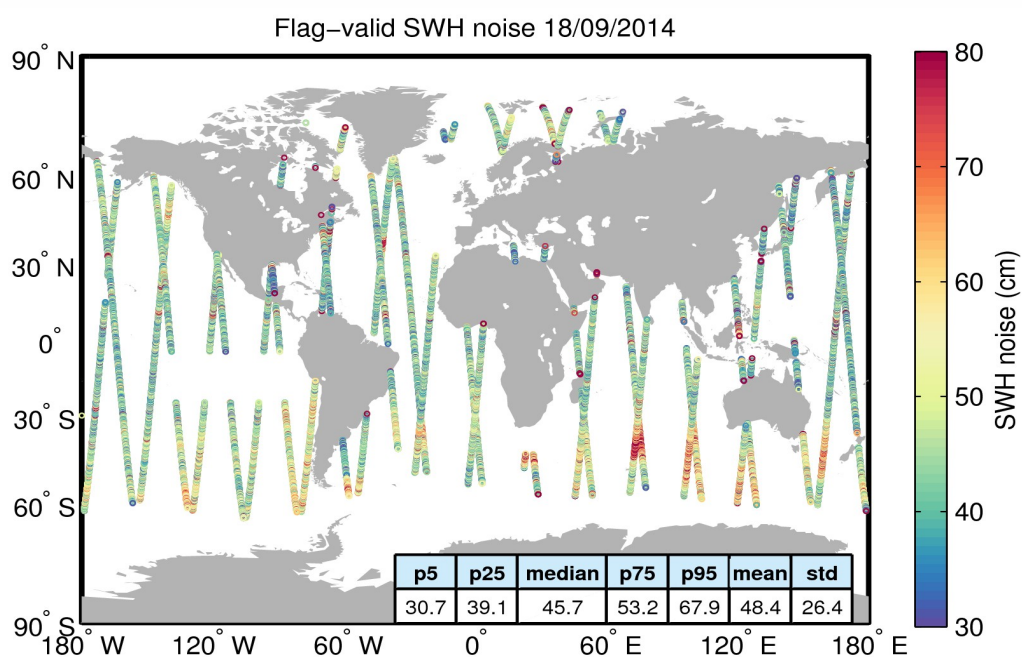 Flag−valid SWH noise 18/09/2014
90° N
60° N
30° N
0°
30° S
60° S
90° S
180° W
120° W
60° W
0°
60° E
120° E
180° E
80
70
60
50
40
30
SWH noise (cm)
p5 p25 median p75 p95 mean std
30.7 39.1 45.7 53.2 67.9 48.4 26.4